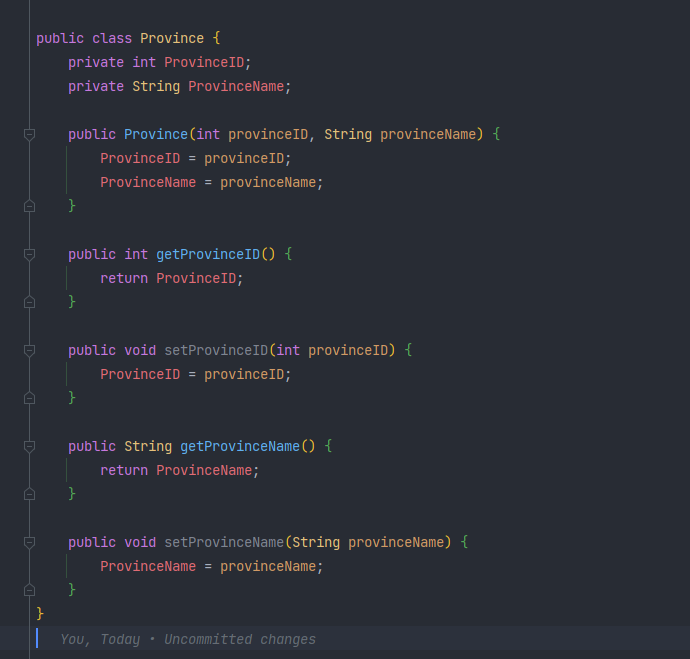 public class Province {
    private int ProvinceID;
    private String ProvinceName;

    public Province(int provinceID, String provinceName) {
        ProvinceID = provinceID;
        ProvinceName = provinceName;
    }

    public int getProvinceID() {
        return ProvinceID;
    }

    public void setProvinceID(int provinceID) {
        ProvinceID = provinceID;
    }

    public String getProvinceName() {
        return ProvinceName;
    }

    public void setProvinceName(String provinceName) {
        ProvinceName = provinceName;
    }
}
You, Today • Uncommitted changes